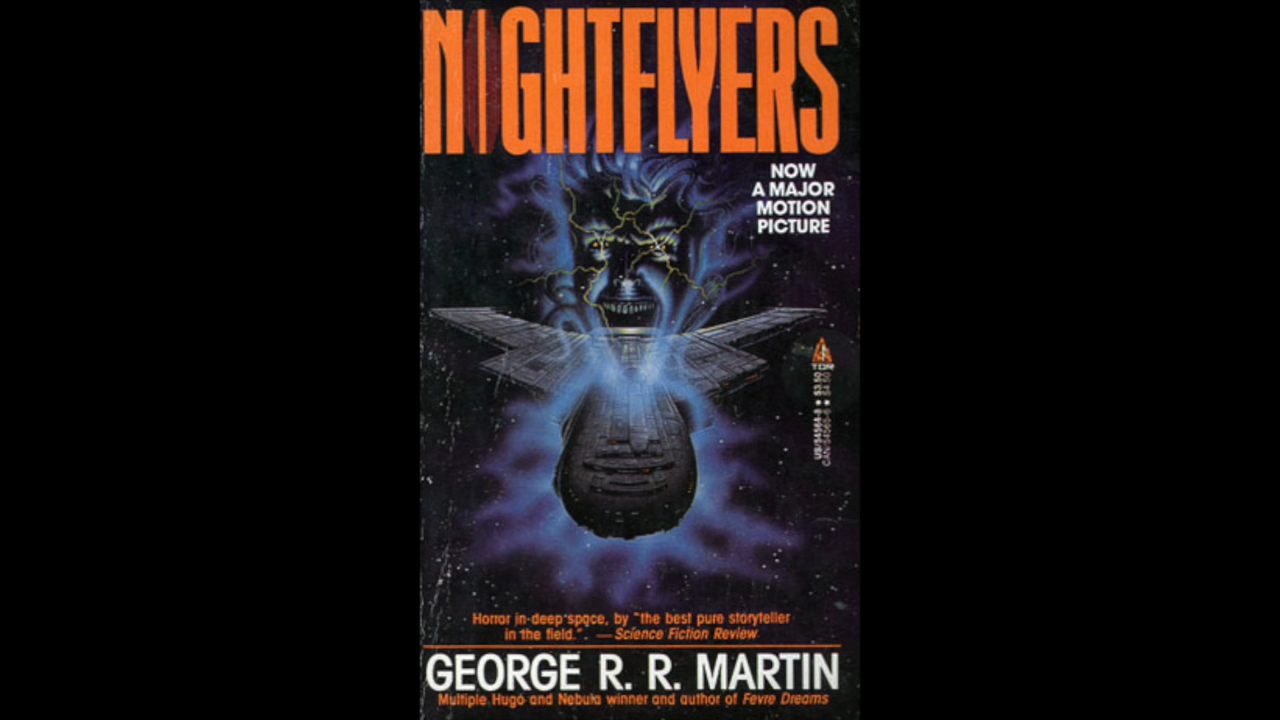 NIGHTFLYERS
NOW
A MAJOR
MOTION
PICTURE
TOR
Horror in deep space, by "the best pure storyteller
in the field." —Science Fiction Review
GEORGE R. R. MARTIN
Multiple Hugo and Nebula winner and author of Fevre Dreams